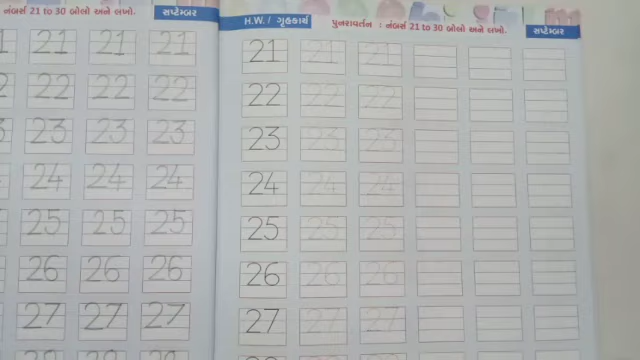 નંબર્સ 21 to 30 બોલો અને લખો. સપ્ટેમ્બર
21 21 21
22 22 22
23 23 23
24 24 24
25 25 25
26 26 26
27 27 27
H.W. / ગૃહકાર્ય પુનરાવર્તન : નંબર્સ 21 to 30 બોલો અને લખો. સપ્ટેમ્બર
21 21 21
22 22 22
23 23 23
24 24 24
25 25 25
26 26 26
27 27 27